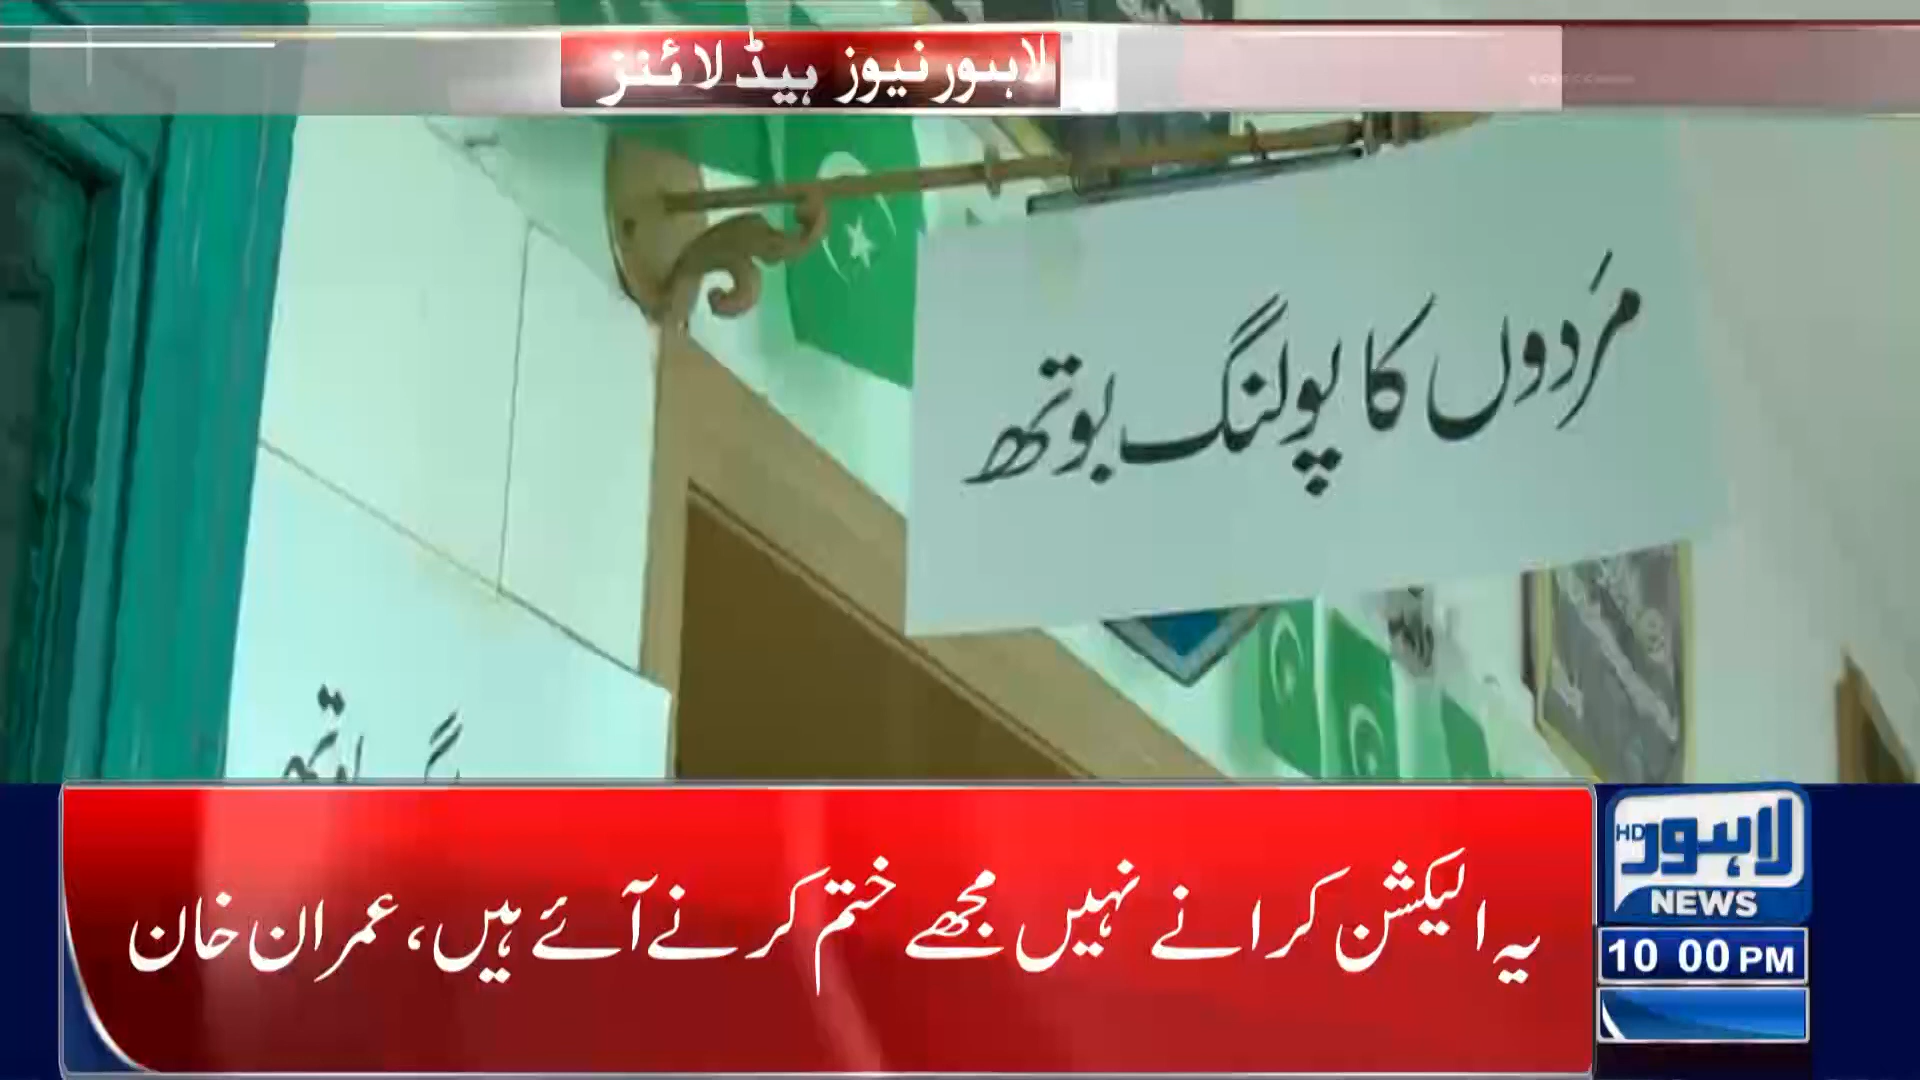 لاہور نیوز ہیڈ لائنز
مَردوں کا پولنگ بوتھ
یہ الیکشن کرانے نہیں مجھے ختم کرنے آئے ہیں، عمران خان
لاہور HD
NEWS
10 00 PM